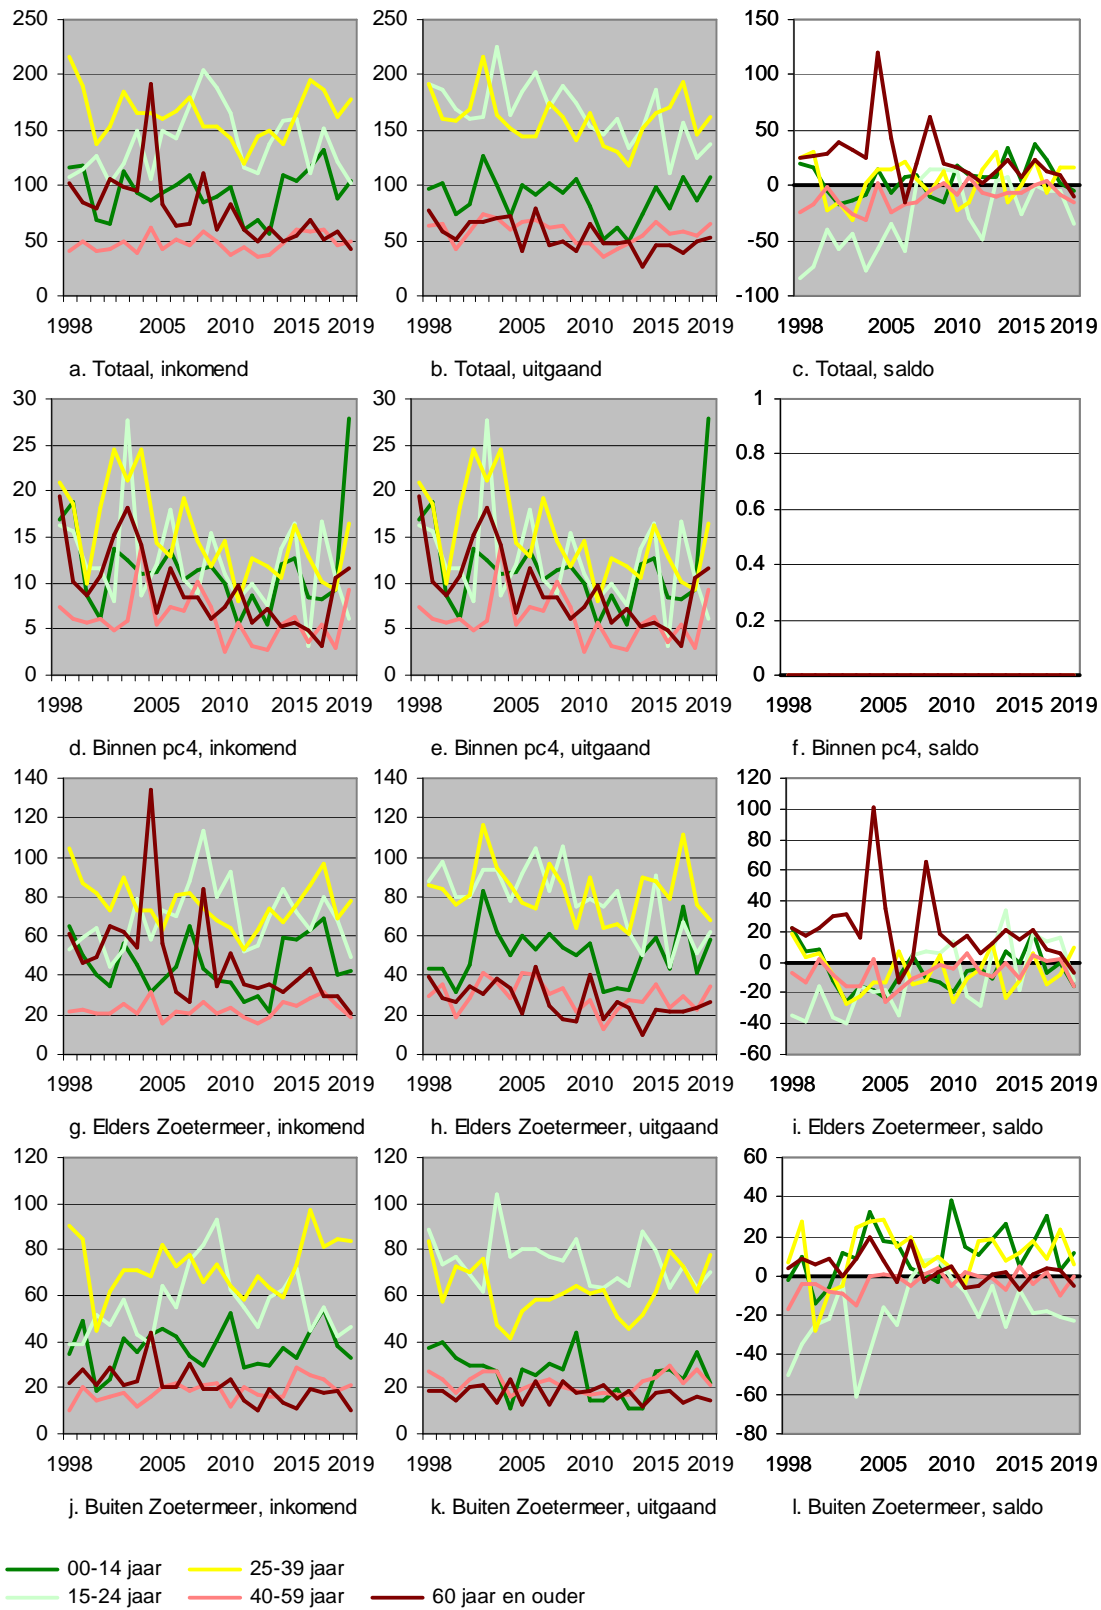 250 250 150
200 200 100
150 150 50
100 100 0
50 50 -50
0 0 -100
1998 2005 2010 2015 2019 1998 2005 2010 2015 2019 1998 2005 2010 2015 2019
a. Totaal, inkomend b. Totaal, uitgaand c. Totaal, saldo
30 30 1
25 25 0.8
20 20 0.6
15 15
10 10 0.4
5 5 0.2
0 0 0
1998 2005 2010 2015 2019 1998 2005 2010 2015 2019 1998 2005 2010 2015 2019
d. Binnen pc4, inkomend e. Binnen pc4, uitgaand f. Binnen pc4, saldo
140 140 120
120 120 100
100 100 80
80 80 60
60 60 40
40 40 20
20 20 0
0 0 -20
-40
-60
1998 2005 2010 2015 2019 1998 2005 2010 2015 2019 1998 2005 2010 2015 2019
g. Elders Zoetermeer, inkomend h. Elders Zoetermeer, uitgaand i. Elders Zoetermeer, saldo
120 120 60
100 100 40
80 80 20
60 60 0
40 40 -20
20 20 -40
0 0 -60
-80
1998 2005 2010 2015 2019 1998 2005 2010 2015 2019 1998 2005 2010 2015 2019
j. Buiten Zoetermeer, inkomend k. Buiten Zoetermeer, uitgaand l. Buiten Zoetermeer, saldo
00-14 jaar 25-39 jaar
15-24 jaar 40-59 jaar 60 jaar en ouder